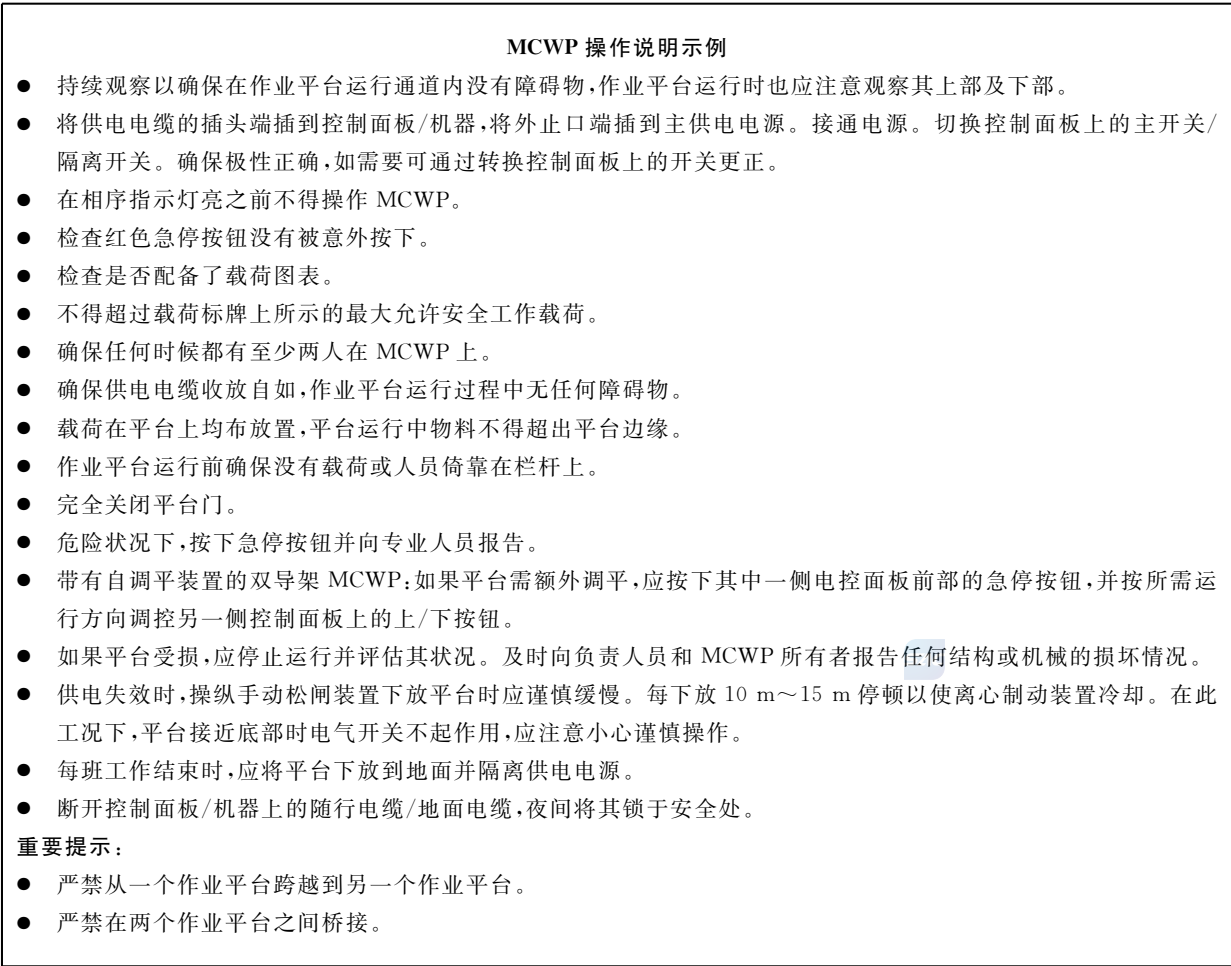 MCWP 操作说明示例
● 持续观察以确保在作业平台运行通道内没有障碍物,作业平台运行时也应注意观察其上部及下部。
● 将供电电缆的插头端插到控制面板/机器,将外止口端插到主供电电源。接通电源。切换控制面板上的主开关/
隔离开关。确保极性正确,如需要可通过转换控制面板上的开关更正。
● 在相序指示灯亮之前不得操作 MCWP。
● 检查红色急停按钮没有被意外按下。
● 检查是否配备了载荷图表。
● 不得超过载荷标牌上所示的最大允许安全工作载荷。
● 确保任何时候都有至少两人在 MCWP 上。
● 确保供电电缆收放自如,作业平台运行过程中无任何障碍物。
● 载荷在平台上均布放置,平台运行中物料不得超出平台边缘。
● 作业平台运行前确保没有载荷或人员倚靠在栏杆上。
● 完全关闭平台门。
● 危险状况下,按下急停按钮并向专业人员报告。
● 带有自调平装置的双导架 MCWP:如果平台需额外调平,应按下其中一侧电控面板前部的急停按钮,并按所需运
行方向调控另一侧控制面板上的上/下按钮。
● 如果平台受损,应停止运行并评估其状况。及时向负责人员和 MCWP 所有者报告任何结构或机械的损坏情况。
● 供电失效时,操纵手动松闸装置下放平台时应谨慎缓慢。每下放 10 m～15 m 停顿以使离心制动装置冷却。在此
工况下,平台接近底部时电气开关不起作用,应注意小心谨慎操作。
● 每班工作结束时,应将平台下放到地面并隔离供电电源。
● 断开控制面板/机器上的随行电缆/地面电缆,夜间将其锁于安全处。
重要提示:
● 严禁从一个作业平台跨越到另一个作业平台。
● 严禁在两个作业平台之间桥接。